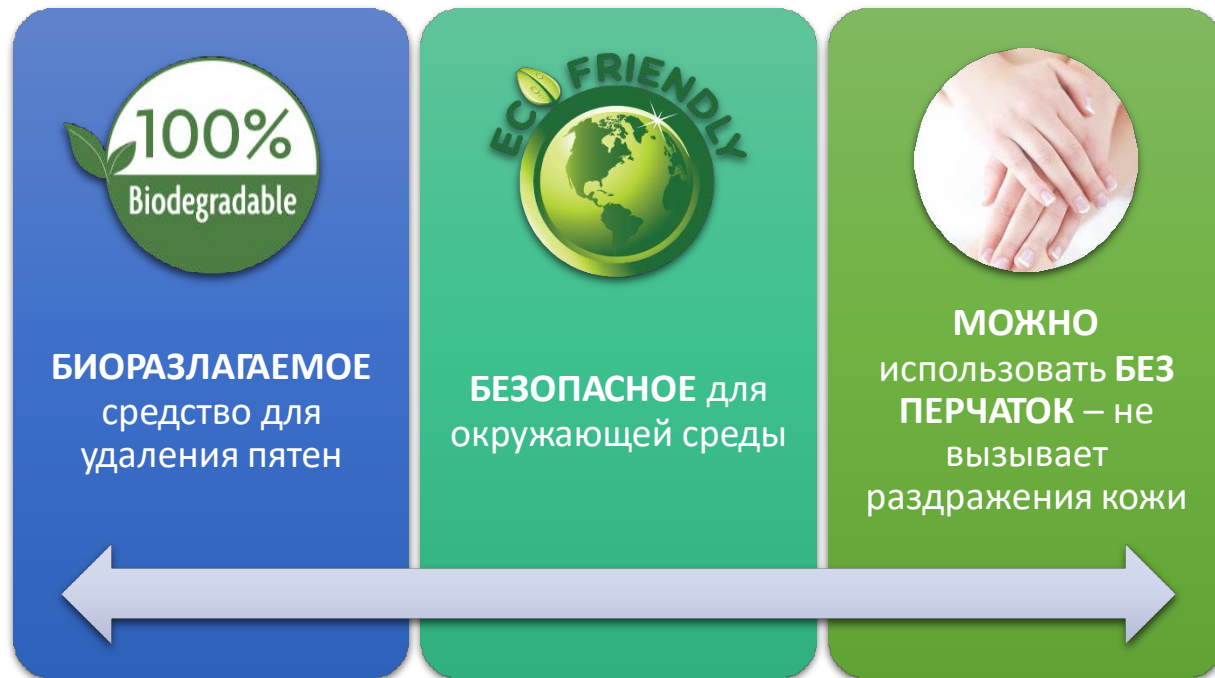 100%
Biodegradable
БИОРАЗЛАГАЕМОЕ
средство для
удаления пятен
ECO FRIENDLY
БЕЗОПАСНОЕ для
окружающей среды
МОЖНО
использовать БЕЗ
ПЕРЧАТОК – не
вызывает
раздражения кожи